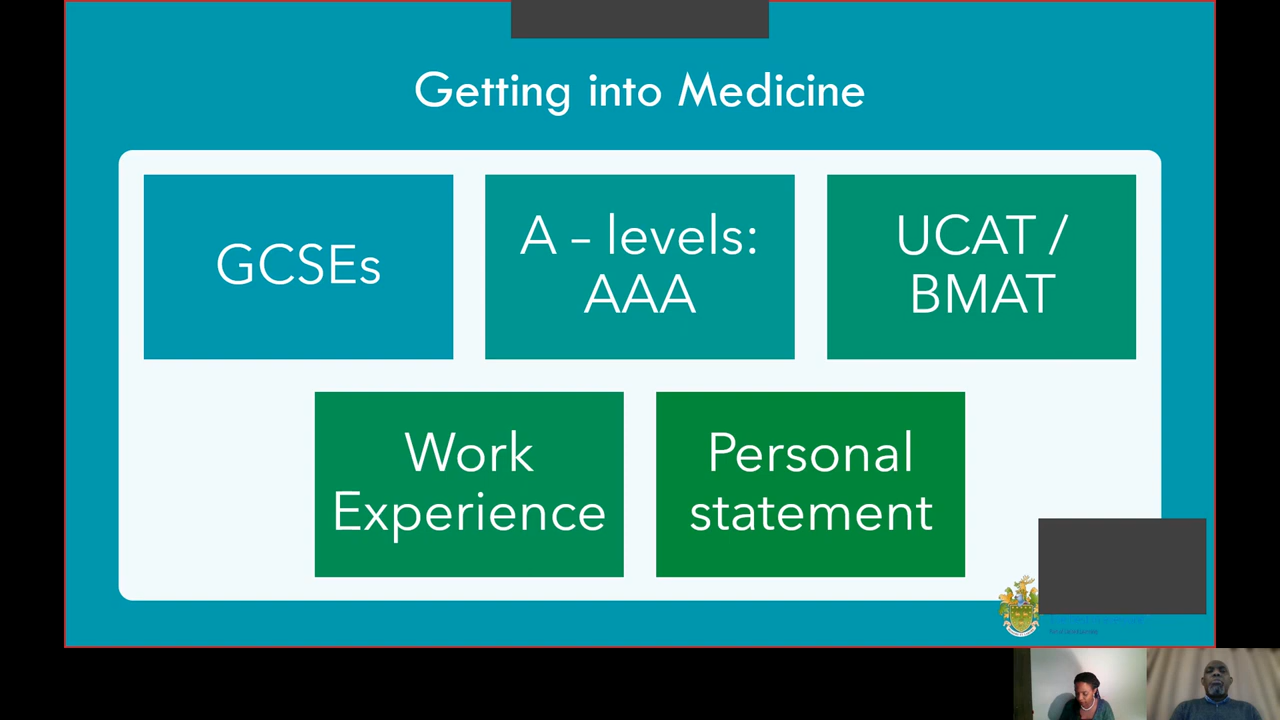 Getting into Medicine
GCSEs
A – levels:
AAA
UCAT /
BMAT
Work
Experience
Personal
statement